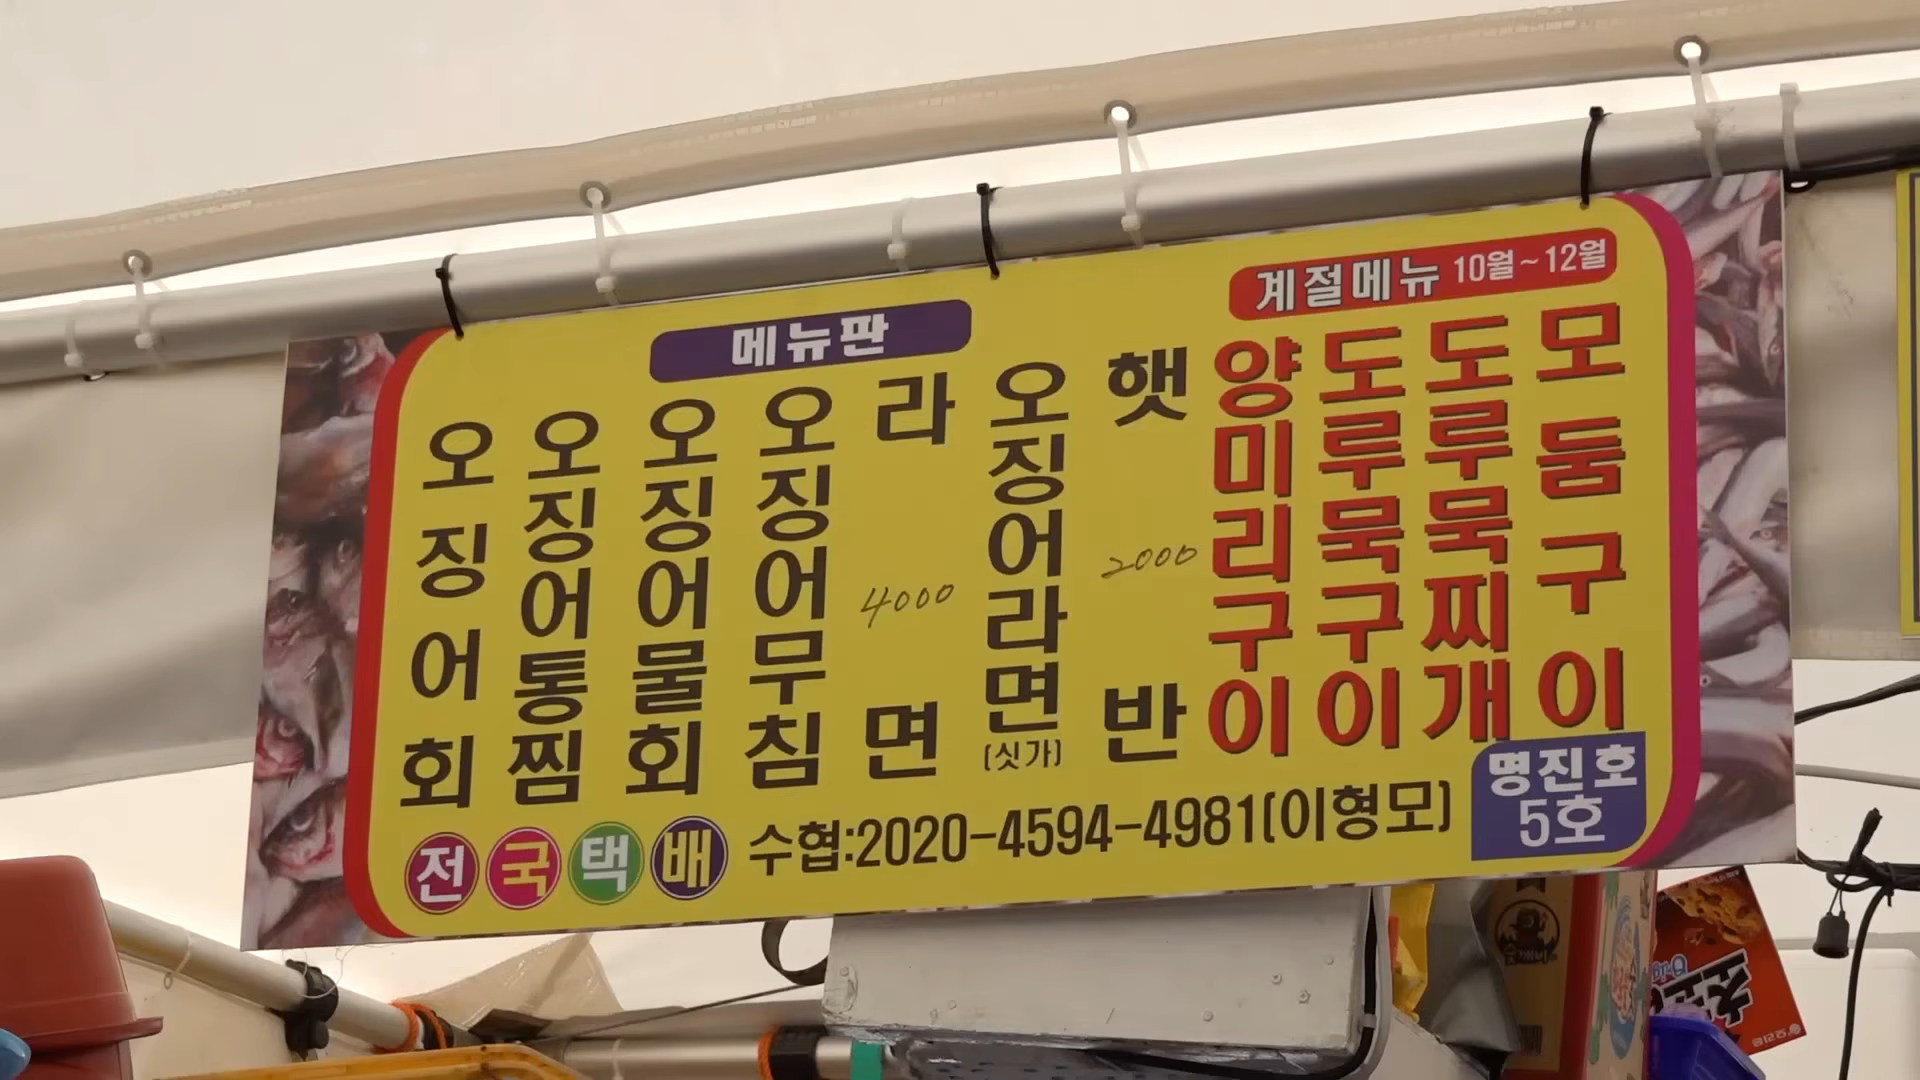 메뉴판
오징어회
오징어통찜
오징어물회
오징어무침
라면
4000
오징어라면
(싯가)
햇반
2000
계절메뉴 10월~12월
양미리구이
도루묵구이
도루묵찌개
모둠구이
전국택배 수협:2020-4594-4981(이형모)
명진호
5호